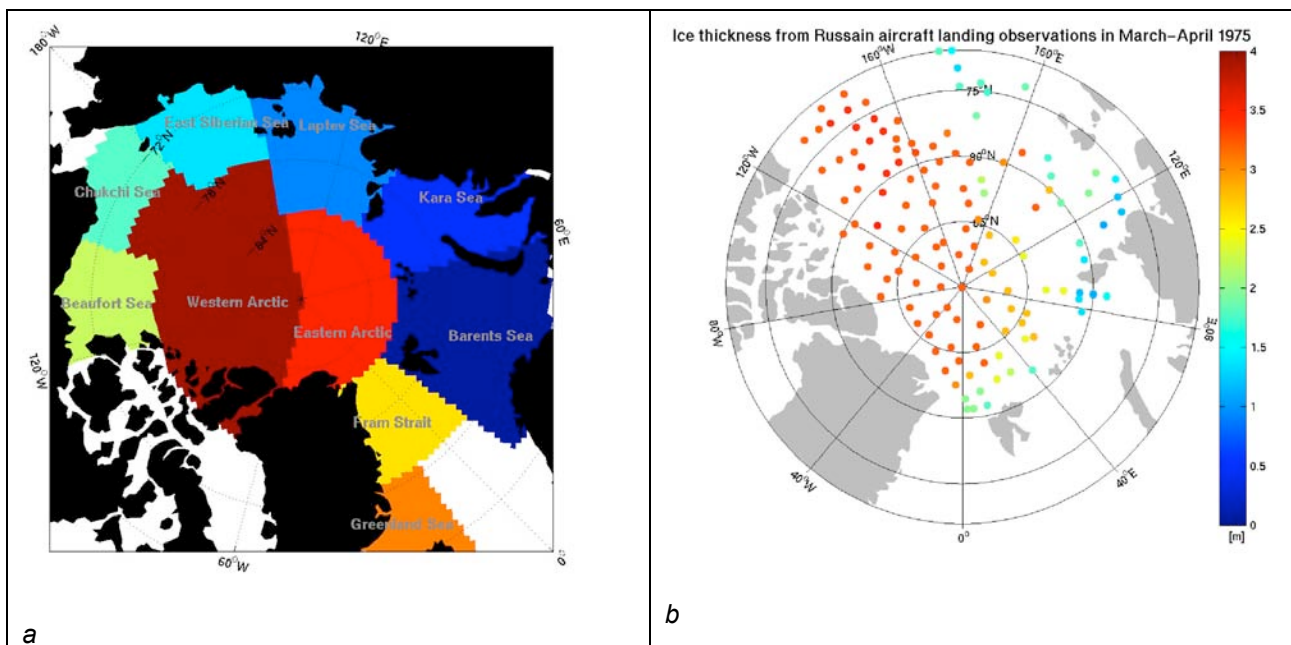 180°W
120°E
East Siberian Sea
Laptev Sea
72°N
Chukchi Sea
Kara Sea
60°E
84°N
Beaufort Sea
Western Arctic
Eastern Arctic
Barents Sea
120°W
Fram Strait
Greenland Sea
60°W
0
a
Ice thickness from Russain aircraft landing observations in March–April 1975
160°W
160°E
75°N
120°W
120°E
80°W
80°E
40°W
40°E
0°
4
3.5
3
2.5
2
1.5
1
0.5
0
[m]
b